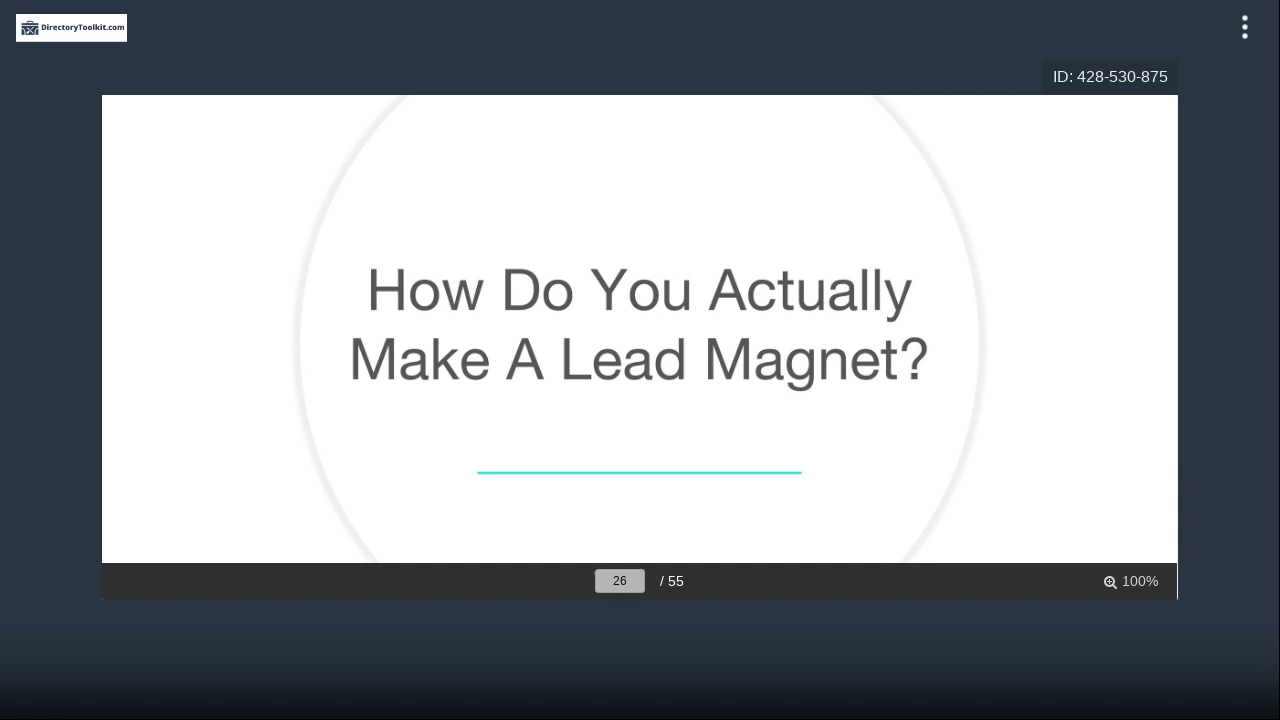 DirectoryToolkit.com
ID: 428-530-875
How Do You Actually
Make A Lead Magnet?
26 / 55
100%